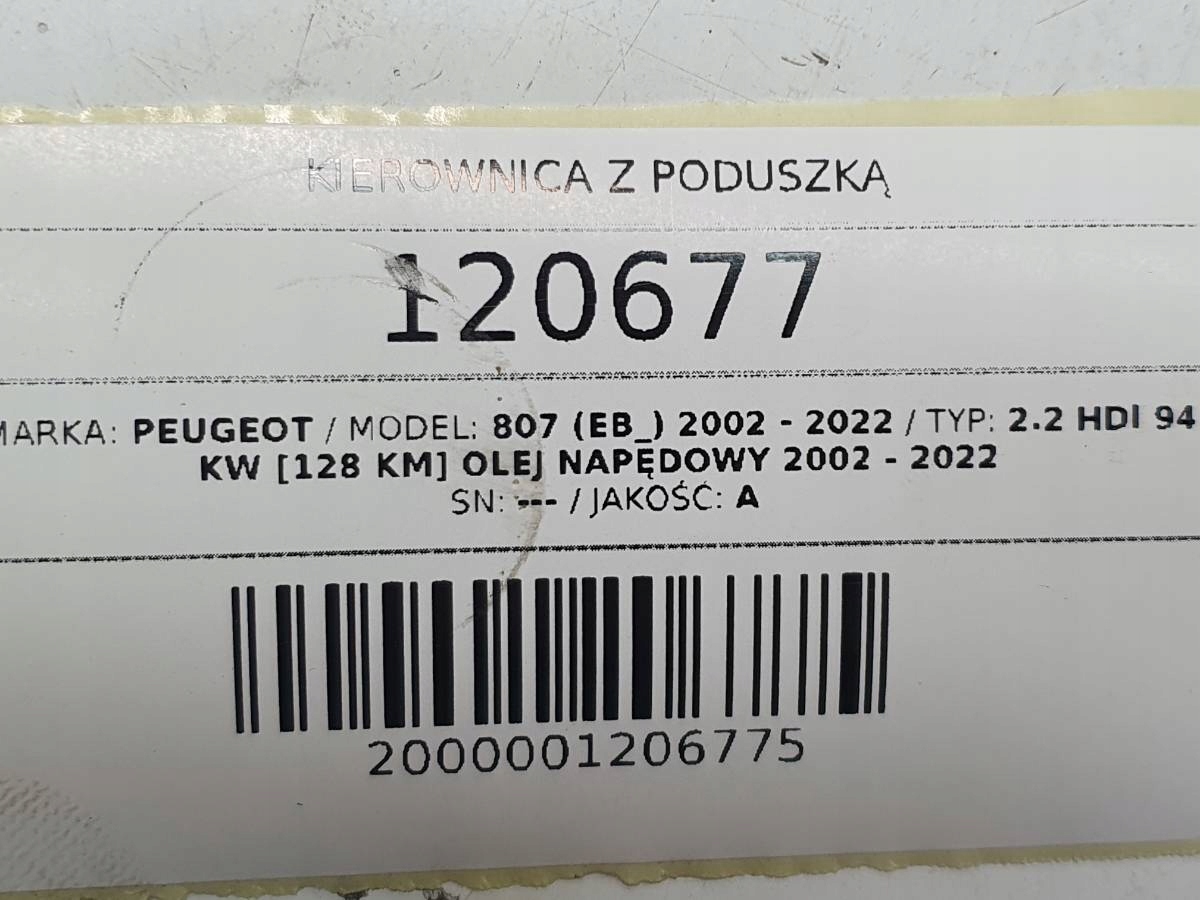 KIEROWNICA Z PODUSZKĄ
120677
MARKA: PEUGEOT / MODEL: 807 (EB_) 2002 - 2022 / TYP: 2.2 HDI 94
KW [128 KM] OLEJ NAPĘDOWY 2002 - 2022
SN: --- / JAKOŚĆ: A
2000001206775